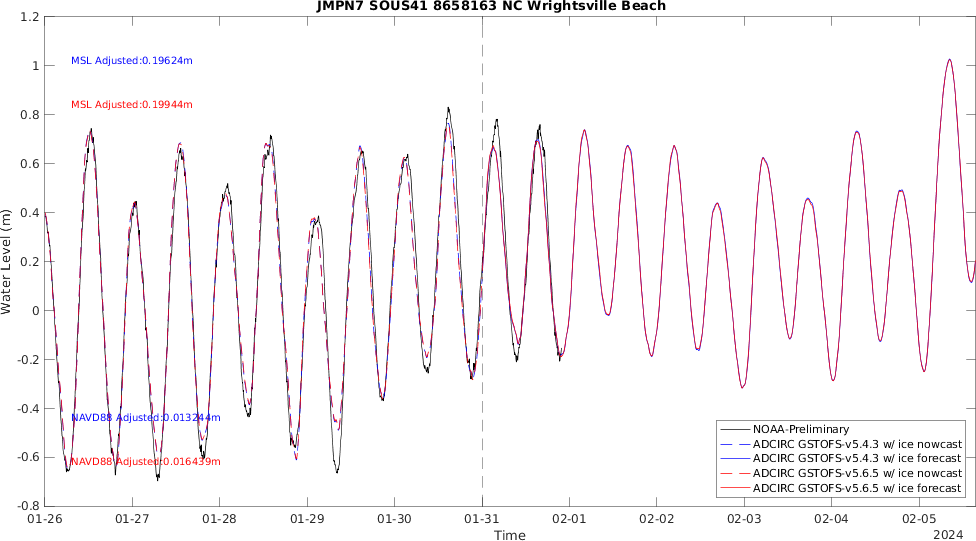 JMPN7 SOUS41 8658163 NC Wrightsville Beach
1.2
1
0.8
0.6
0.4
0.2
0
-0.2
-0.4
-0.6
-0.8
Water Level (m)
MSL Adjusted:0.19624m
MSL Adjusted:0.19944m
NAVD88 Adjusted:0.013244m
NAVD88 Adjusted:0.016439m
NOAA-Preliminary
ADCIRC GSTOFS-v5.4.3 w/ ice nowcast
ADCIRC GSTOFS-v5.4.3 w/ ice forecast
ADCIRC GSTOFS-v5.6.5 w/ ice nowcast
ADCIRC GSTOFS-v5.6.5 w/ ice forecast
01-26 01-27 01-28 01-29 01-30 01-31 02-01 02-02 02-03 02-04 02-05
Time
2024